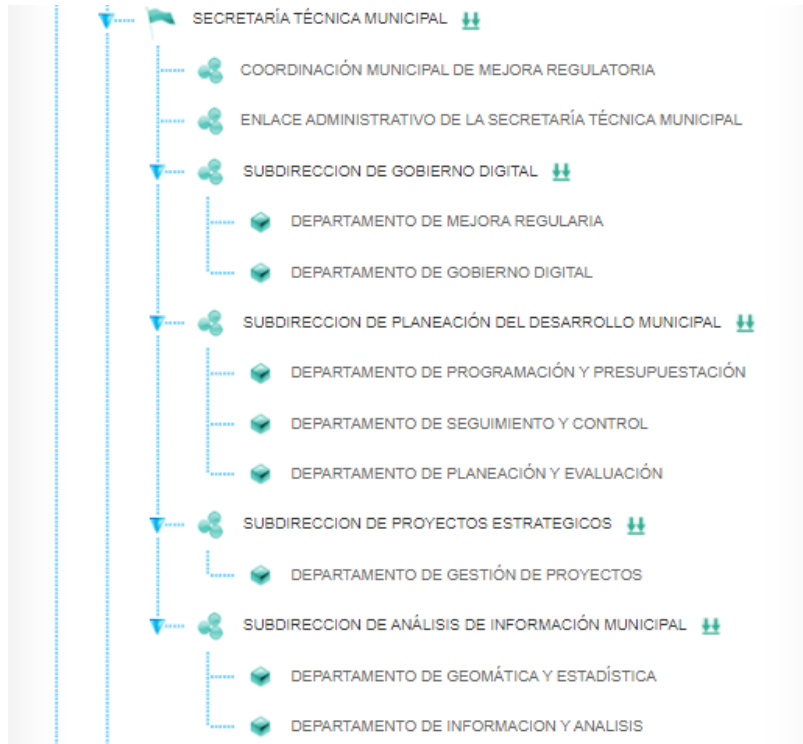 SECRETARÍA TÉCNICA MUNICIPAL
COORDINACIÓN MUNICIPAL DE MEJORA REGULATORIA
ENLACE ADMINISTRATIVO DE LA SECRETARÍA TÉCNICA MUNICIPAL
SUBDIRECCION DE GOBIERNO DIGITAL
DEPARTAMENTO DE MEJORA REGULARIA
DEPARTAMENTO DE GOBIERNO DIGITAL
SUBDIRECCION DE PLANEACIÓN DEL DESARROLLO MUNICIPAL
DEPARTAMENTO DE PROGRAMACIÓN Y PRESUPUESTACIÓN
DEPARTAMENTO DE SEGUIMIENTO Y CONTROL
DEPARTAMENTO DE PLANEACIÓN Y EVALUACIÓN
SUBDIRECCION DE PROYECTOS ESTRATEGICOS
DEPARTAMENTO DE GESTIÓN DE PROYECTOS
SUBDIRECCION DE ANÁLISIS DE INFORMACIÓN MUNICIPAL
DEPARTAMENTO DE GEOMÁTICA Y ESTADÍSTICA
DEPARTAMENTO DE INFORMACION Y ANALISIS